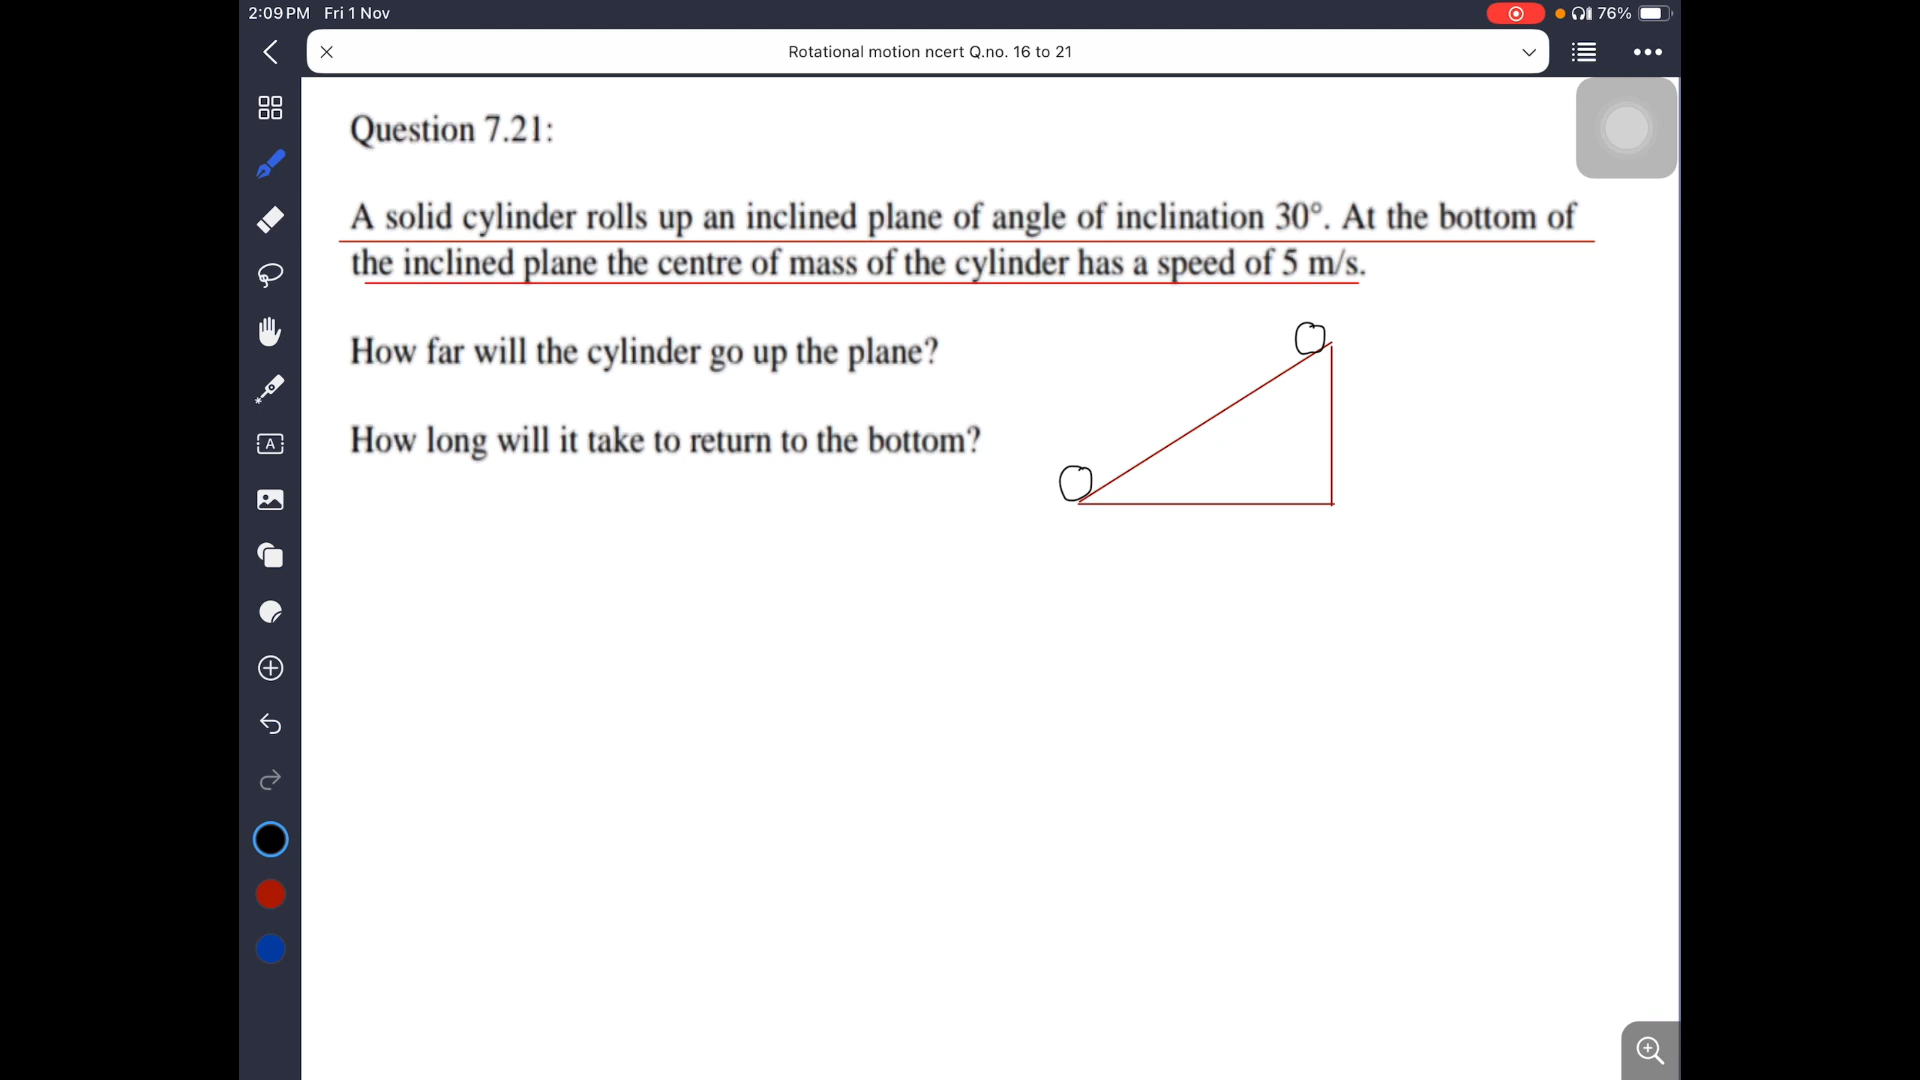 2:09 PM Fri 1 Nov
76%
Rotational motion ncert Q.no. 16 to 21
Question 7.21:
A solid cylinder rolls up an inclined plane of angle of inclination 30°. At the bottom of
the inclined plane the centre of mass of the cylinder has a speed of 5 m/s.
How far will the cylinder go up the plane?
How long will it take to return to the bottom?
A